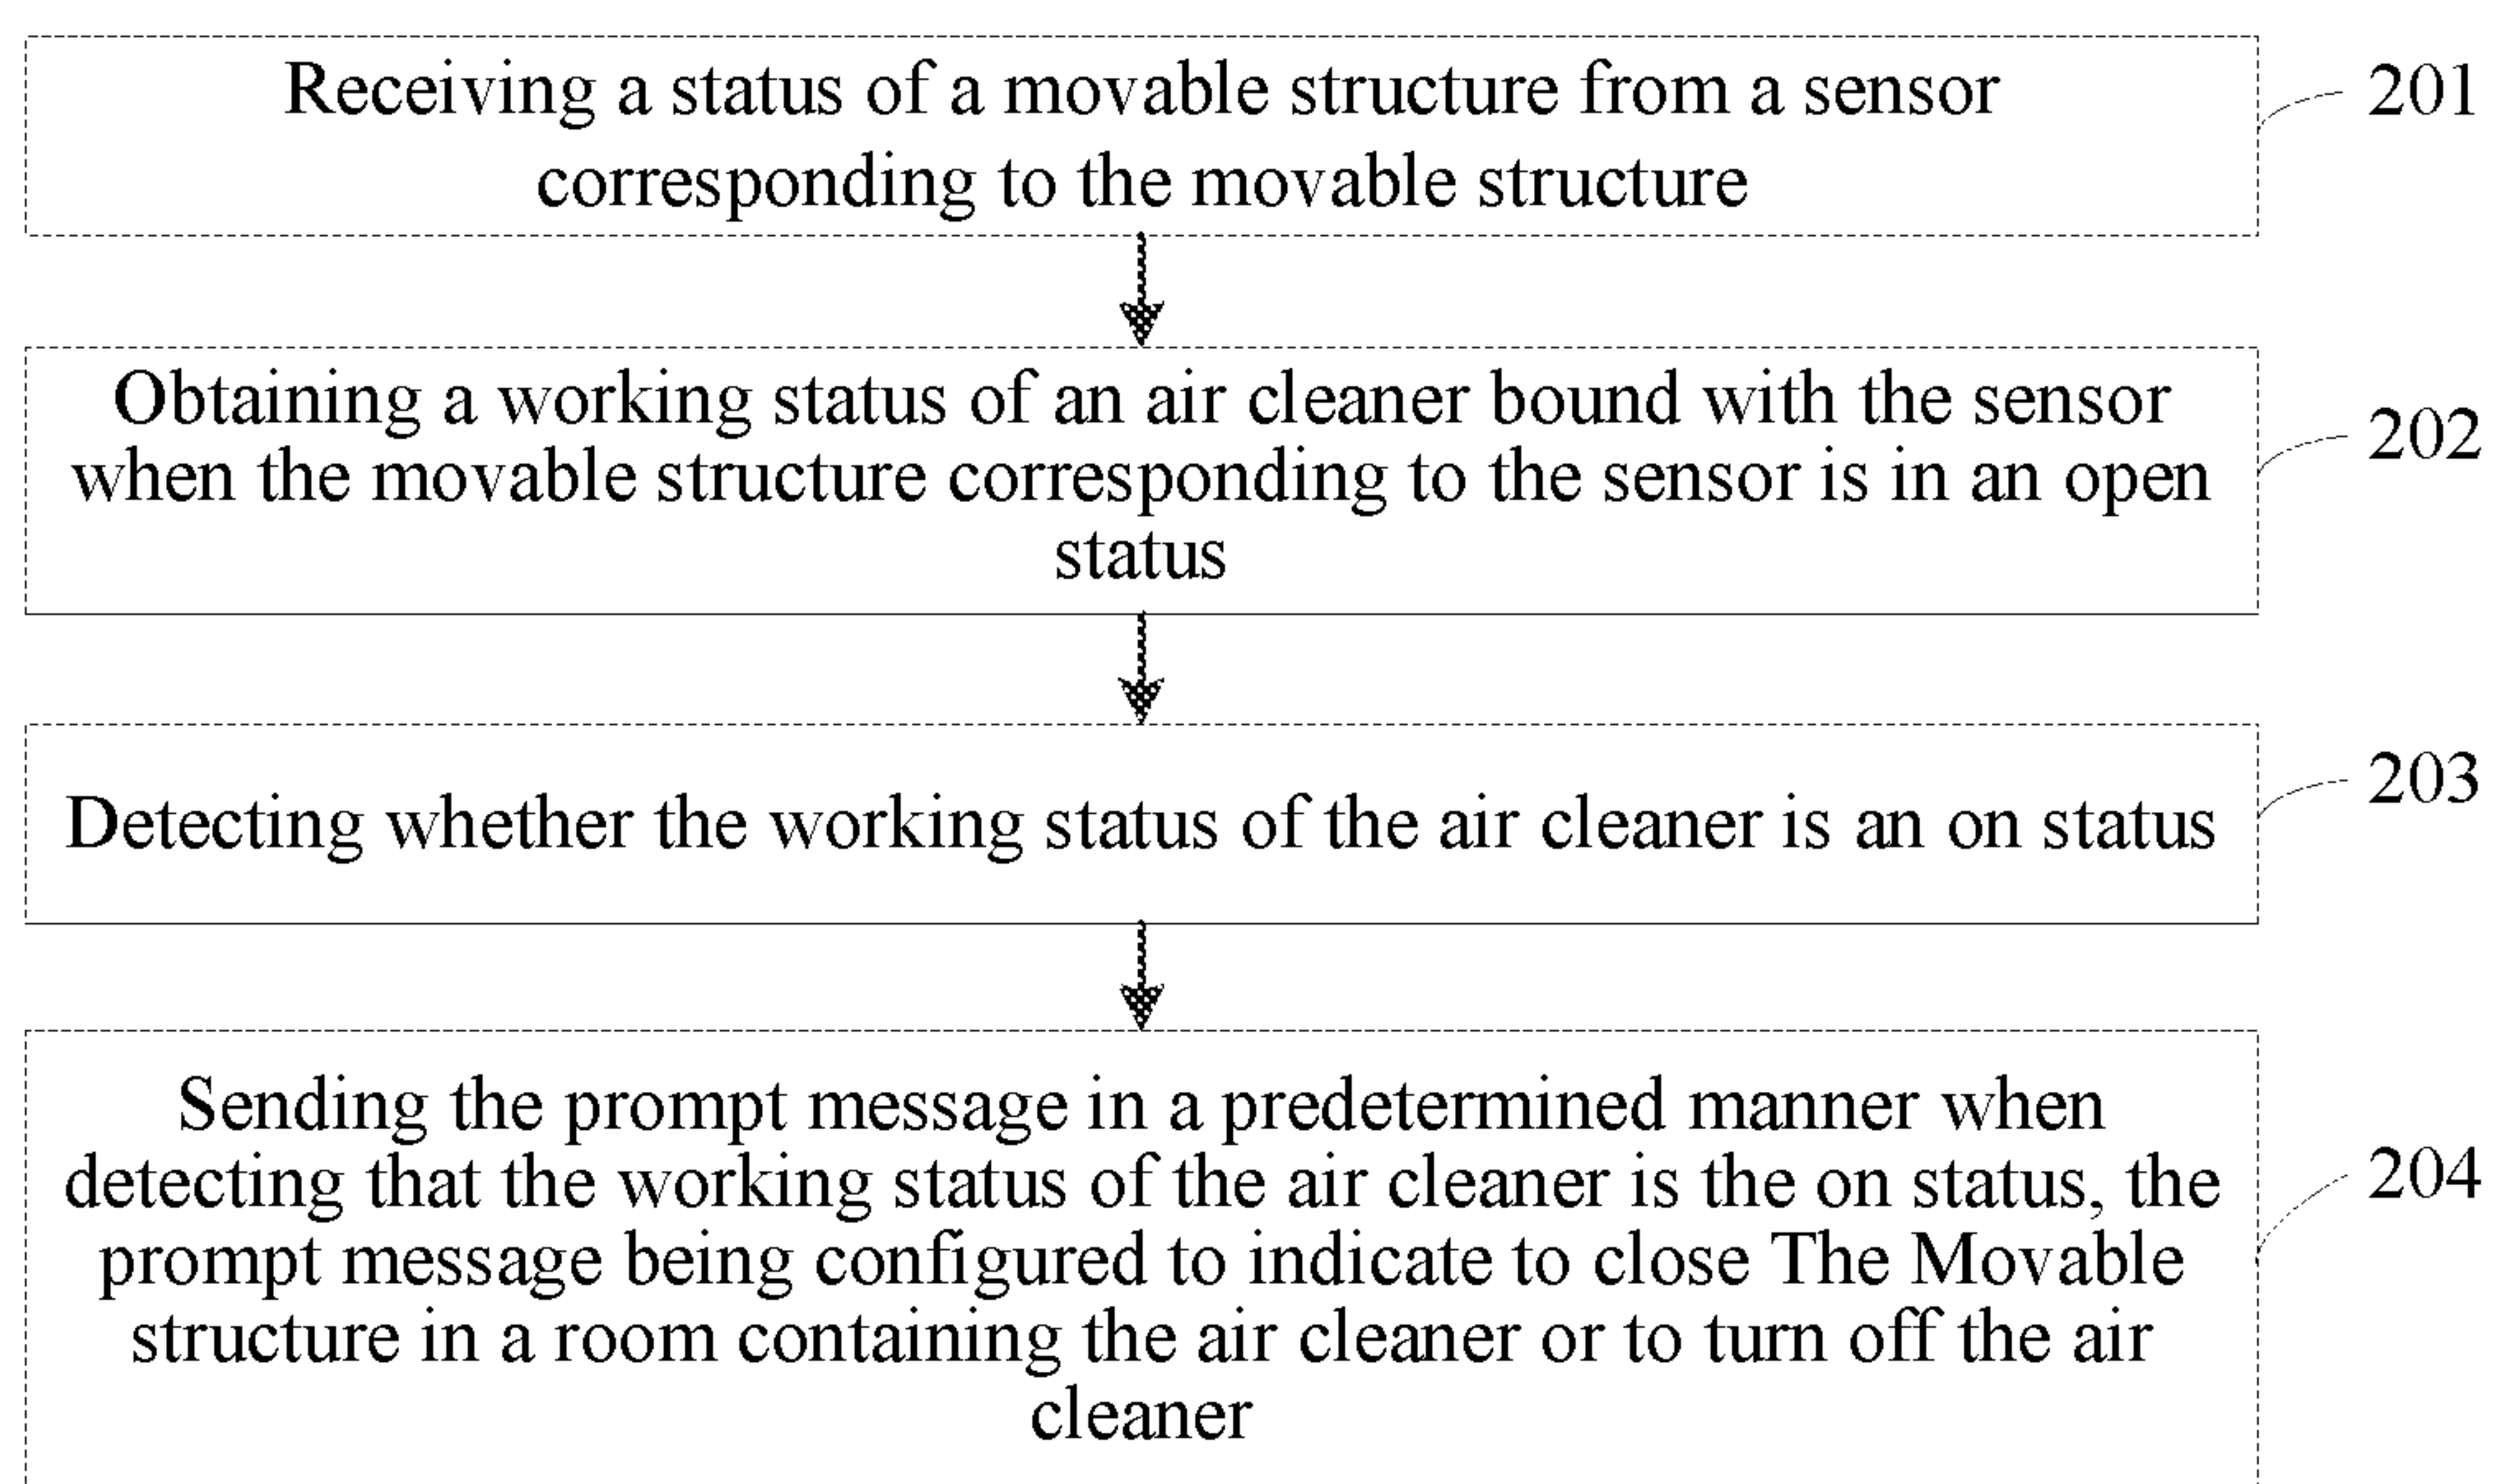 Receiving a status of a movable structure from a sensor
201
corresponding to the movable structure
Obtaining a working status of an air cleaner bound with the sensor
202
when the movable structure corresponding to the sensor is in an open
status
203
Detecting whether the working status of the air cleaner is an on status
Sending the prompt message in a predetermined manner when
detecting that the working status of the air cleaner is the on status, the
204
prompt message being configured to indicate to close The Movable
structure in a room containing the air cleaner or to turn off the air
cleaner